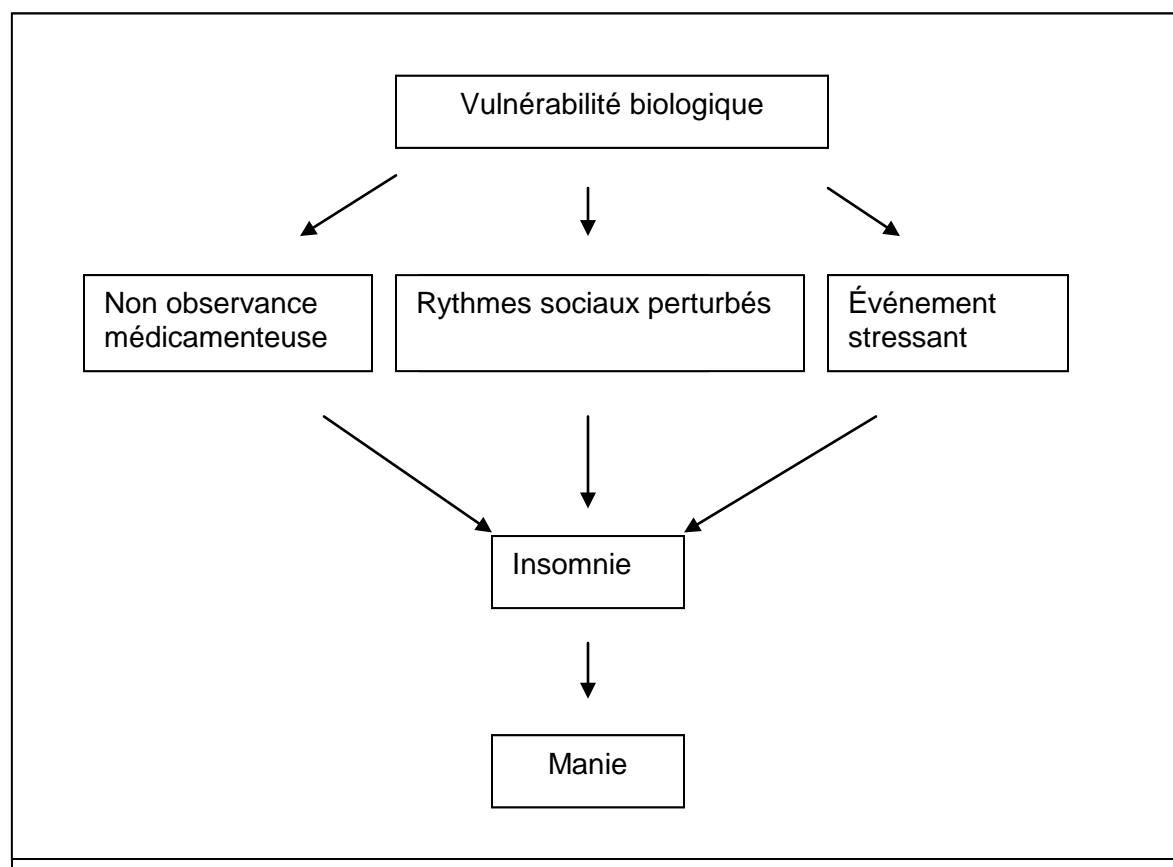 Vulnérabilité biologique
Non observance
médicamenteuse
Rythmes sociaux perturbés
Événement
stressant
Insomnie
Manie